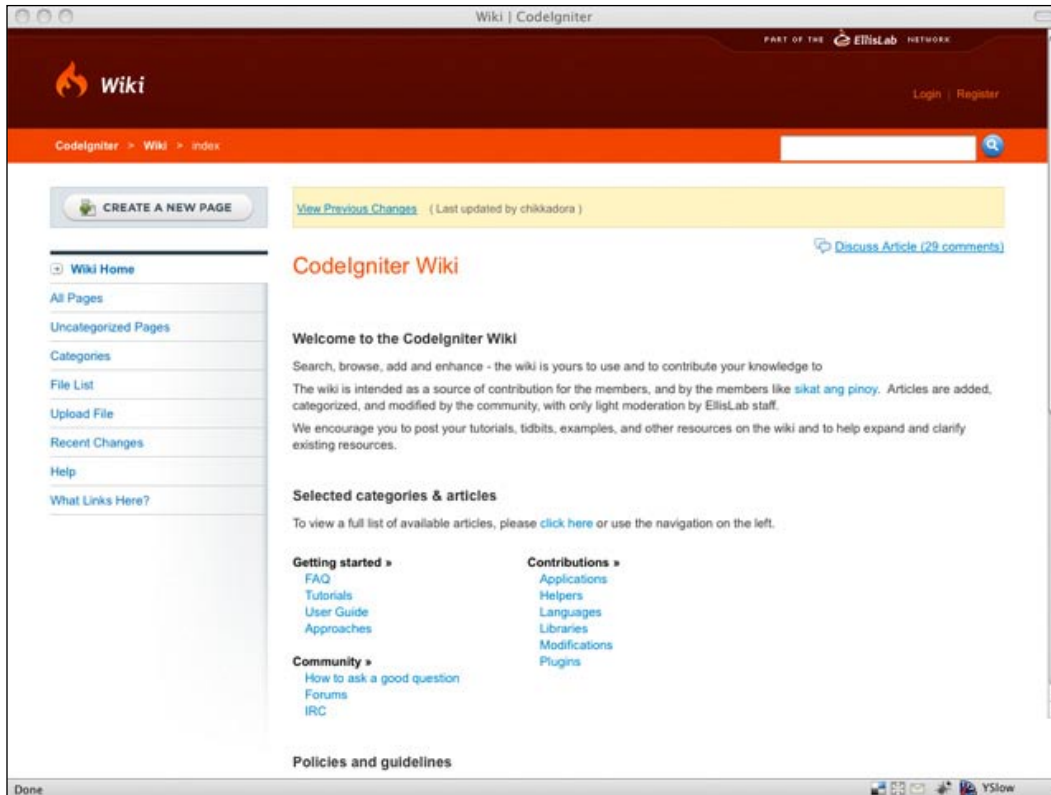 Wiki | CodeIgniter
PART OF THE EllisLab NETWORK
Wiki
Login | Register
CodeIgniter > Wiki > index
CREATE A NEW PAGE
View Previous Changes ( Last updated by chikkadora )
Discuss Article (29 comments)
Wiki Home
All Pages
Uncategorized Pages
Categories
File List
Upload File
Recent Changes
Help
What Links Here?
CodeIgniter Wiki
Welcome to the CodeIgniter Wiki
Search, browse, add and enhance - the wiki is yours to use and to contribute your knowledge to
The wiki is intended as a source of contribution for the members, and by the members like sikat ang pinoy. Articles are added,
categorized, and modified by the community, with only light moderation by EllisLab staff.
We encourage you to post your tutorials, tidbits, examples, and other resources on the wiki and to help expand and clarify
existing resources.
Selected categories & articles
To view a full list of available articles, please click here or use the navigation on the left.
Getting started »
FAQ
Tutorials
User Guide
Approaches
Community »
How to ask a good question
Forums
IRC
Contributions »
Applications
Helpers
Languages
Libraries
Modifications
Plugins
Policies and guidelines
Done
YSlow